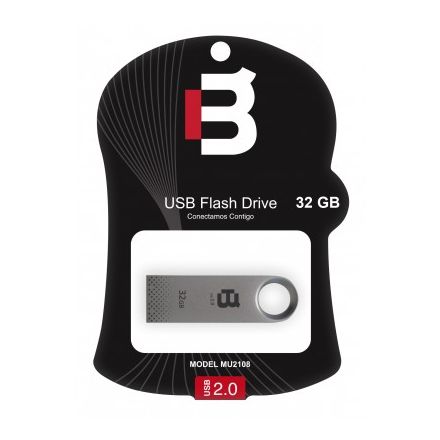 B
USB Flash Drive 32 GB
Conectamos Contigo
32GB
B
MODEL MU2108
USB 2.0